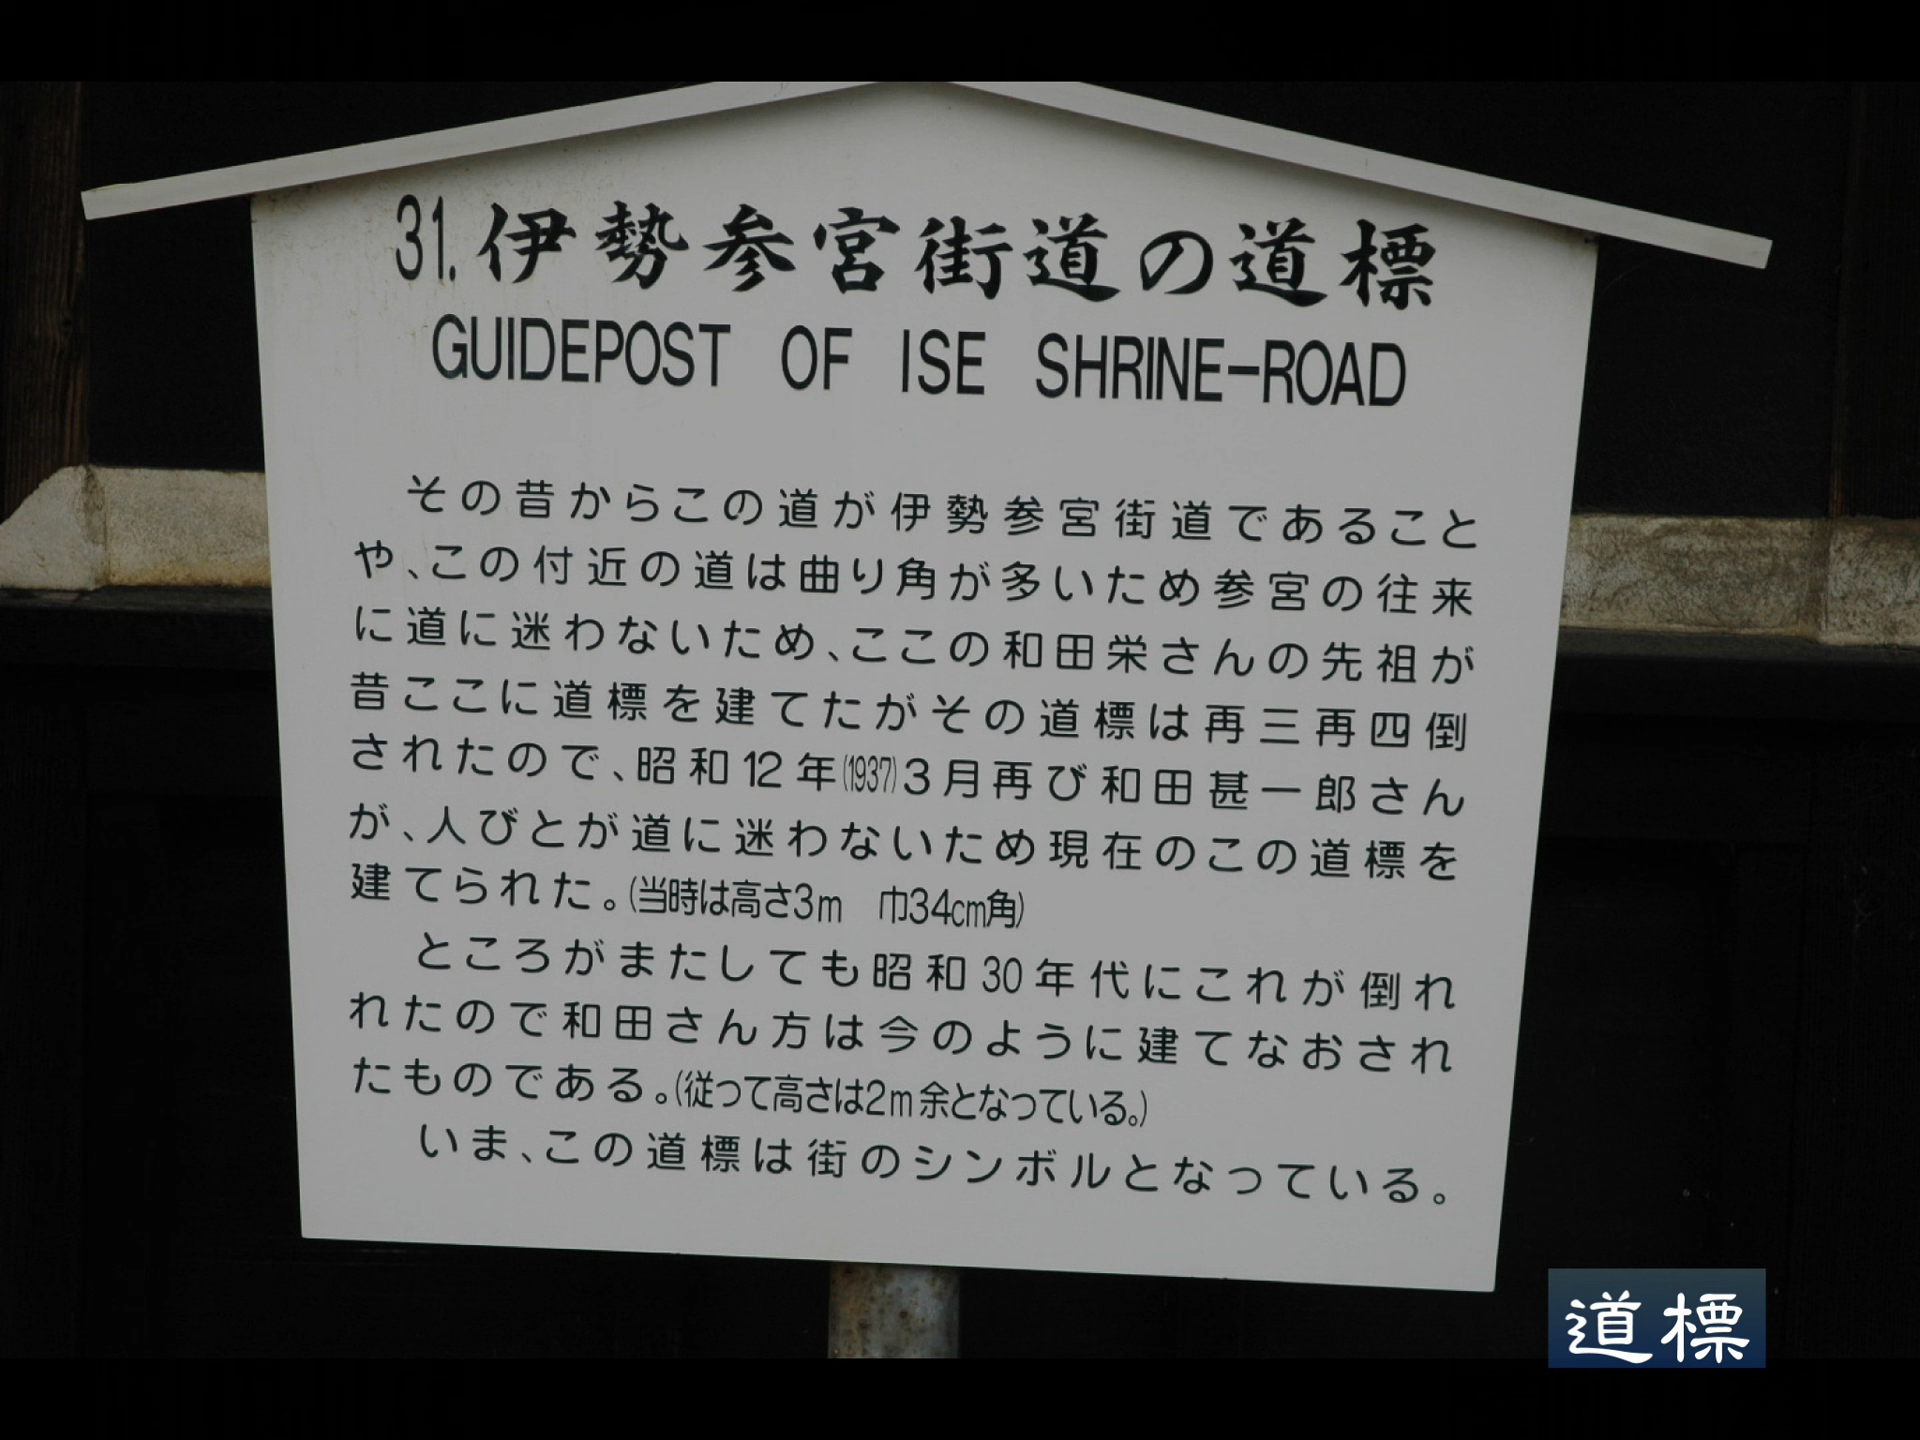 31.伊勢参宮街道の道標
GUIDEPOST OF ISE SHRINE-ROAD
その昔からこの道が伊勢参宮街道であること
や、この付近の道は曲り角が多いため参宮の往来
に道に迷わないため、ここの和田栄さんの先祖が
昔ここに道標を建てたがその道標は再三再四倒
されたので、昭和12年(1937)3月再び和田甚一郎さん
が、人びとが道に迷わないため現在のこの道標を
建てられた。(当時は高さ3m 巾34cm角)
ところがまたしても昭和30年代にこれが倒れ
れたので和田さん方は今のように建てなおされ
たものである。(従って高さは2m余となっている。)
いま、この道標は街のシンボルとなっている。
道標